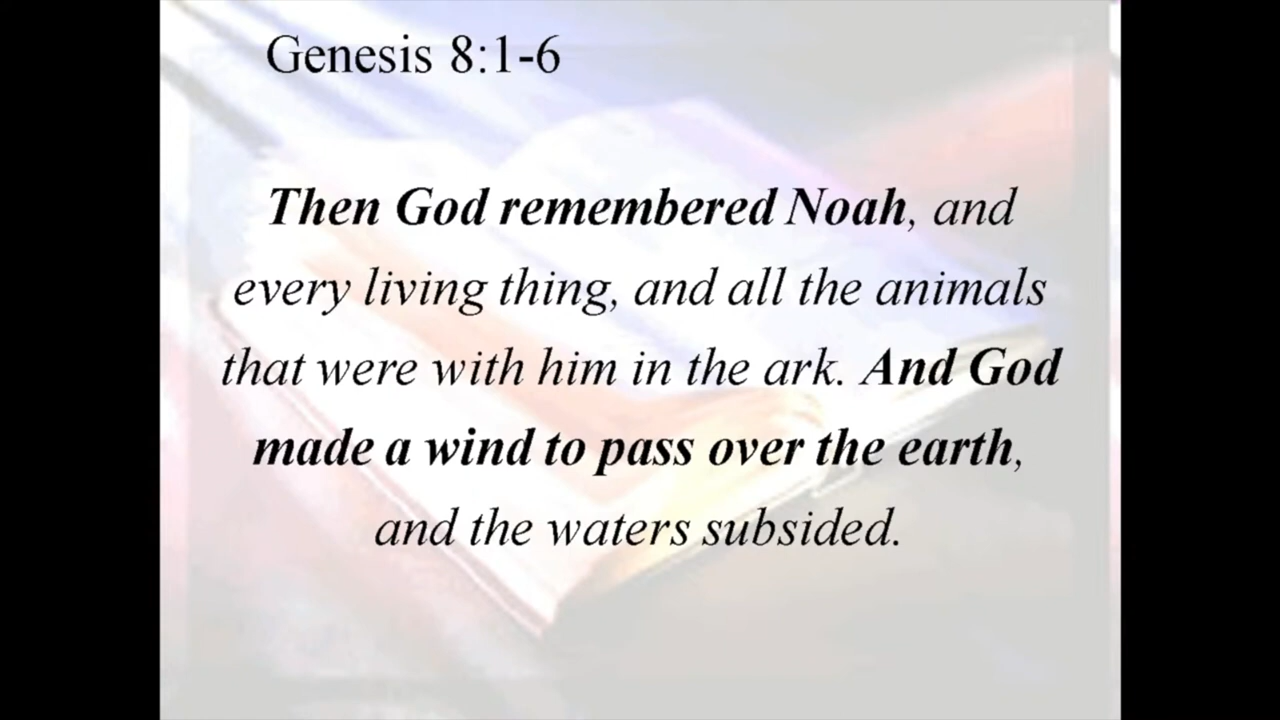 Genesis 8:1-6
Then God remembered Noah, and
every living thing, and all the animals
that were with him in the ark. And God
made a wind to pass over the earth,
and the waters subsided.